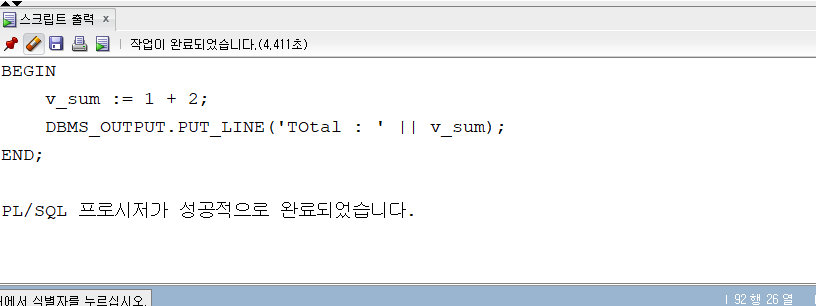 스크립트 출력 x
작업이 완료되었습니다.(4,411초)
BEGIN
v_sum := 1 + 2;
DBMS_OUTPUT.PUT_LINE('TOtal : ' || v_sum);
END;
PL/SQL 프로시저가 성공적으로 완료되었습니다.
에서 식별자를 누르십시오.
92 행 26 열